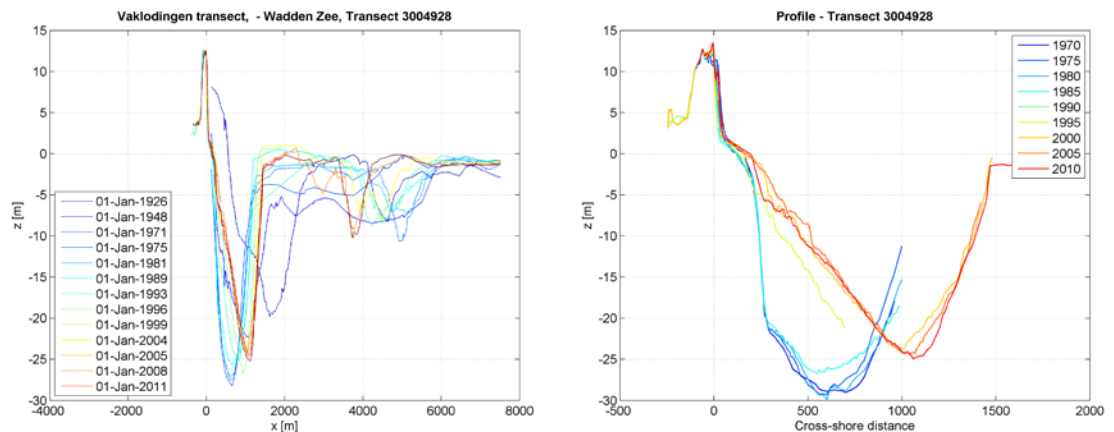 Vaklodingen transect,  - Wadden Zee, Transect 3004928
15
10
5
0
-5
-10
-15
-20
-25
-30
z [m]
01-Jan-1926
01-Jan-1948
01-Jan-1971
01-Jan-1975
01-Jan-1981
01-Jan-1989
01-Jan-1993
01-Jan-1996
01-Jan-1999
01-Jan-2004
01-Jan-2005
01-Jan-2008
01-Jan-2011
-4000 -2000 0 2000 4000 6000 8000
x [m]
Profile - Transect 3004928
15
10
5
0
-5
-10
-15
-20
-25
-30
z [m]
1970
1975
1980
1985
1990
1995
2000
2005
2010
-500 0 500 1000 1500 2000
Cross-shore distance